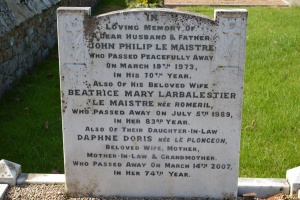 IN
LOVING MEMORY OF
A DEAR HUSBAND & FATHER
JOHN PHILIP LE MAISTRE
WHO PASSED PEACEFULLY AWAY
ON MARCH 18TH 1973,
IN HIS 70TH YEAR.
ALSO OF HIS BELOVED WIFE
BEATRICE MARY LARBALESTIER
LE MAISTRE (NÉE ROMERIL),
WHO PASSED AWAY ON JULY 5TH 1989,
IN HER 83RD YEAR.
ALSO OF THEIR DAUGHTER-IN-LAW
DAPHNE DORIS NÉE LE PLONGEON,
BELOVED WIFE, MOTHER,
MOTHER-IN-LAW & GRANDMOTHER.
WHO PASSED AWAY ON MARCH 14TH 2007,
IN HER 74TH YEAR.